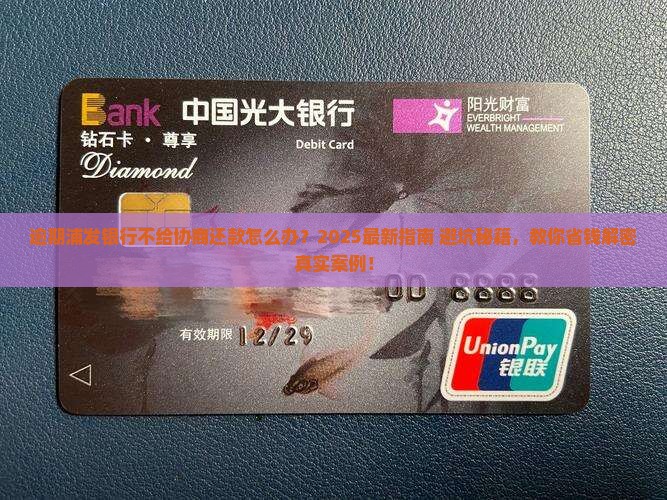 Bank 中国光大银行
阳光财富
EVERBRIGHT
WEALTH MANAGEMENT
钻石卡·尊享
Debit Card
Diamond
逾期浦发银行不给协商还款怎么办？2025最新指南 避坑秘籍，教你省钱解密
真实案例！
00 8888
有效期限 12/29
UnionPay
银联